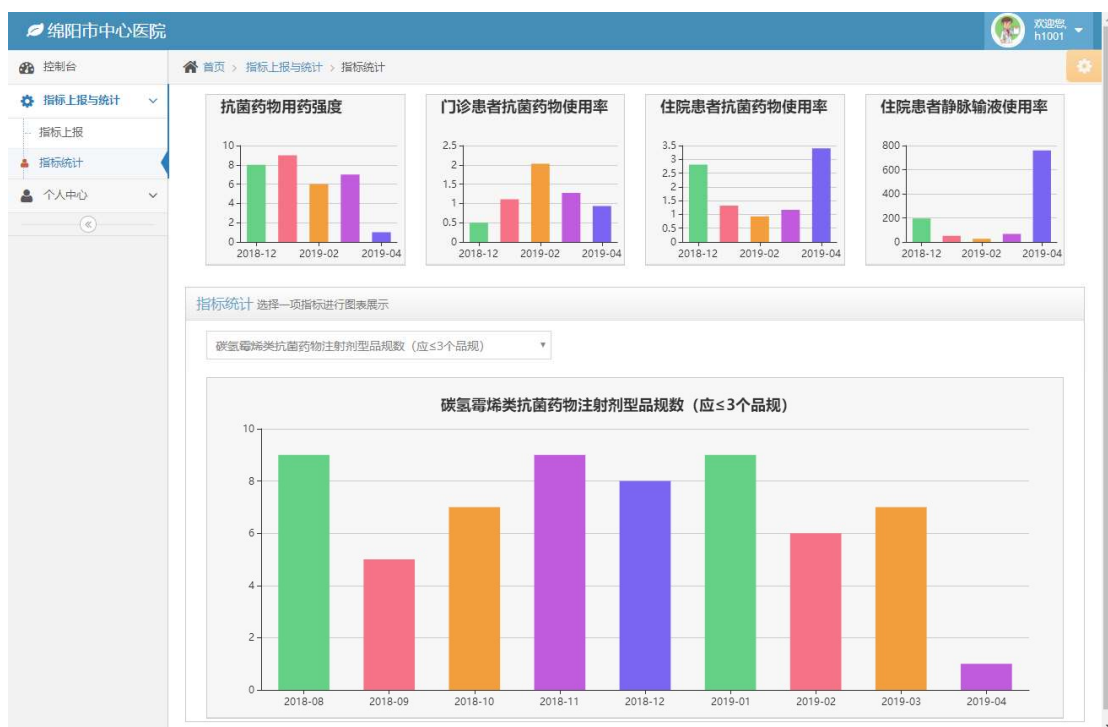 绵阳市中心医院
欢迎您,
h1001
控制台
首页 > 指标上报与统计 > 指标统计
指标上报与统计
指标上报
指标统计
个人中心
抗菌药物用药强度
10
8
6
4
2
0
2018-12 2019-02 2019-04
门诊患者抗菌药物使用率
2.5
2
1.5
1
0.5
0
2018-12 2019-02 2019-04
住院患者抗菌药物使用率
3.5
3
2.5
2
1.5
1
0.5
0
2018-12 2019-02 2019-04
住院患者静脉输液使用率
800
600
400
200
0
2018-12 2019-02 2019-04
指标统计 选择一项指标进行图表展示
碳氢霉烯类抗菌药物注射剂型品规数（应≤3个品规）
碳氢霉烯类抗菌药物注射剂型品规数（应≤3个品规）
10
8
6
4
2
0
2018-08 2018-09 2018-10 2018-11 2018-12 2019-01 2019-02 2019-03 2019-04